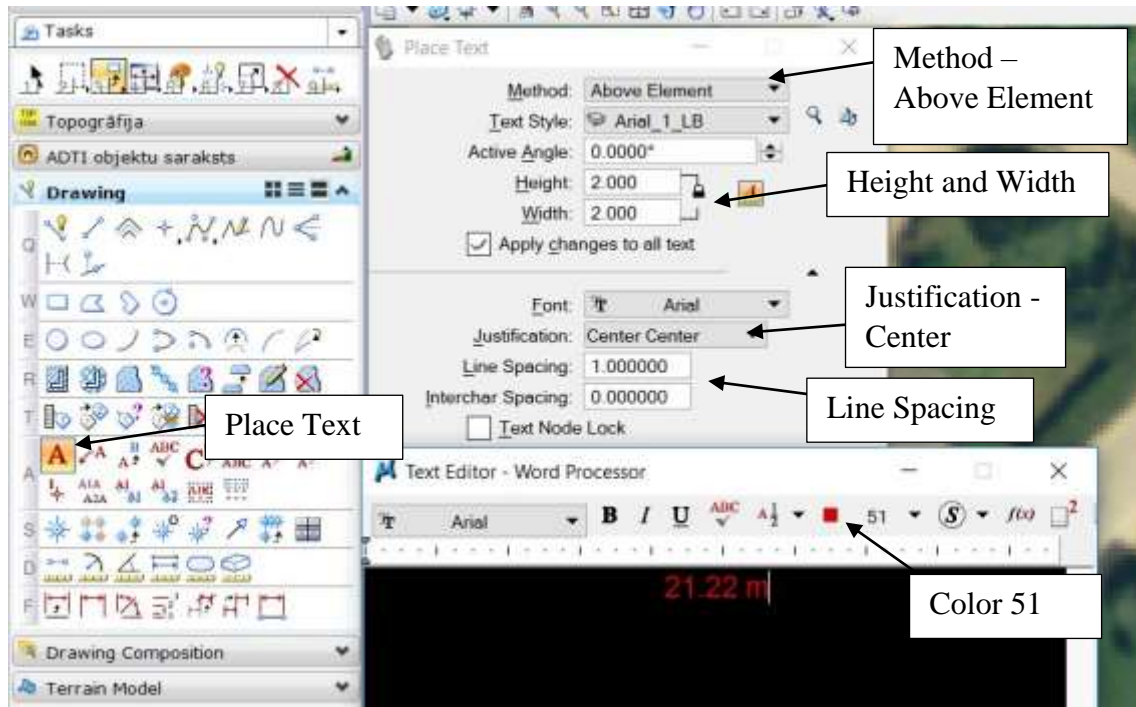 Tasks
Topogrāfija
ADTI objektu saraksts
Drawing
Q
W
E
R
T
A
S
D
F
Drawing Composition
Terrain Model
Place Text
Place Text
Method: Above Element
Text Style: Arial_1_LB
Active Angle: 0.0000°
Height: 2.000
Width: 2.000
Apply changes to all text
Font: Arial
Justification: Center Center
Line Spacing: 1.000000
Interchar Spacing: 0.000000
Text Node Lock
Method –
Above Element
Height and Width
Justification -
Center
Line Spacing
Text Editor - Word Processor
Arial B I U ABC 51 S f(x)
21.22 m
Color 51